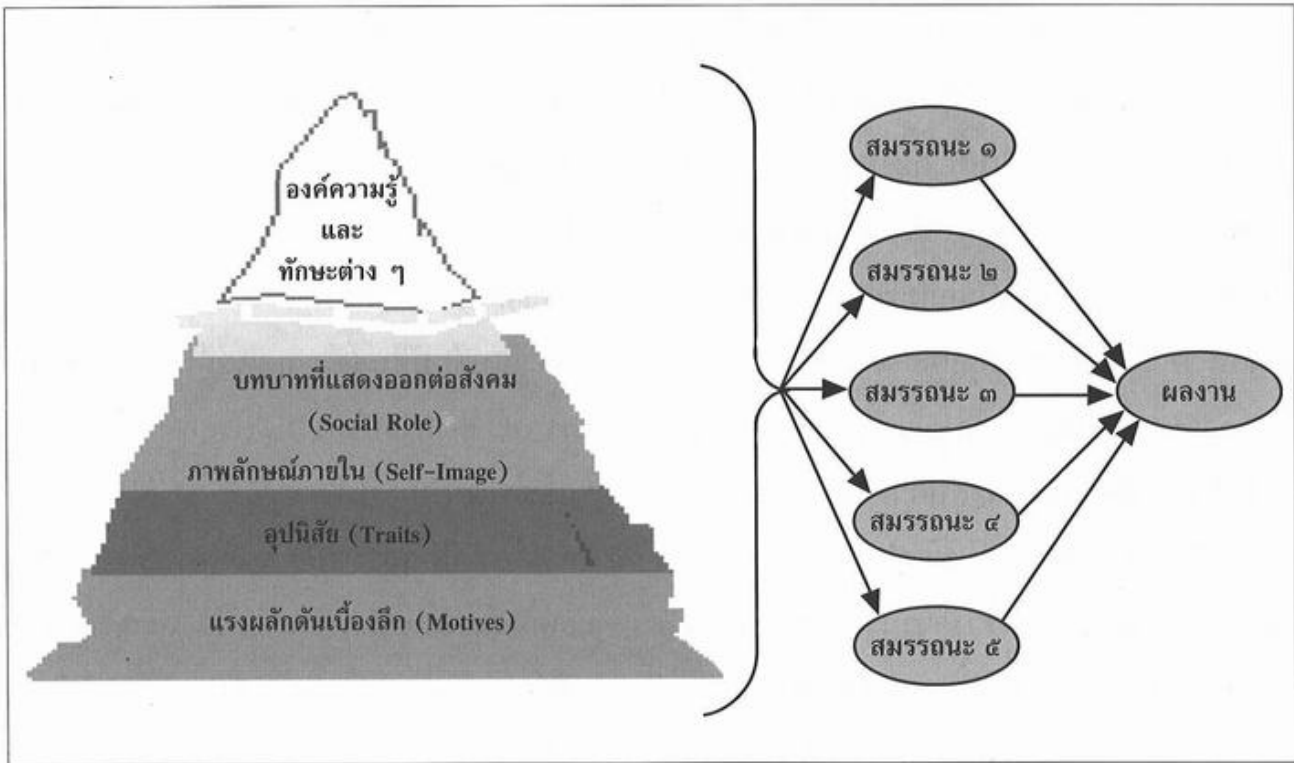 องค์ความรู้
และ
ทักษะต่าง ๆ
บทบาทที่แสดงออกต่อสังคม
(Social Role)
ภาพลักษณ์ภายใน (Self-Image)
อุปนิสัย (Traits)
แรงผลักดันเบื้องลึก (Motives)
สมรรถนะ ๑
สมรรถนะ ๒
สมรรถนะ ๓
สมรรถนะ ๔
สมรรถนะ ๕
ผลงาน